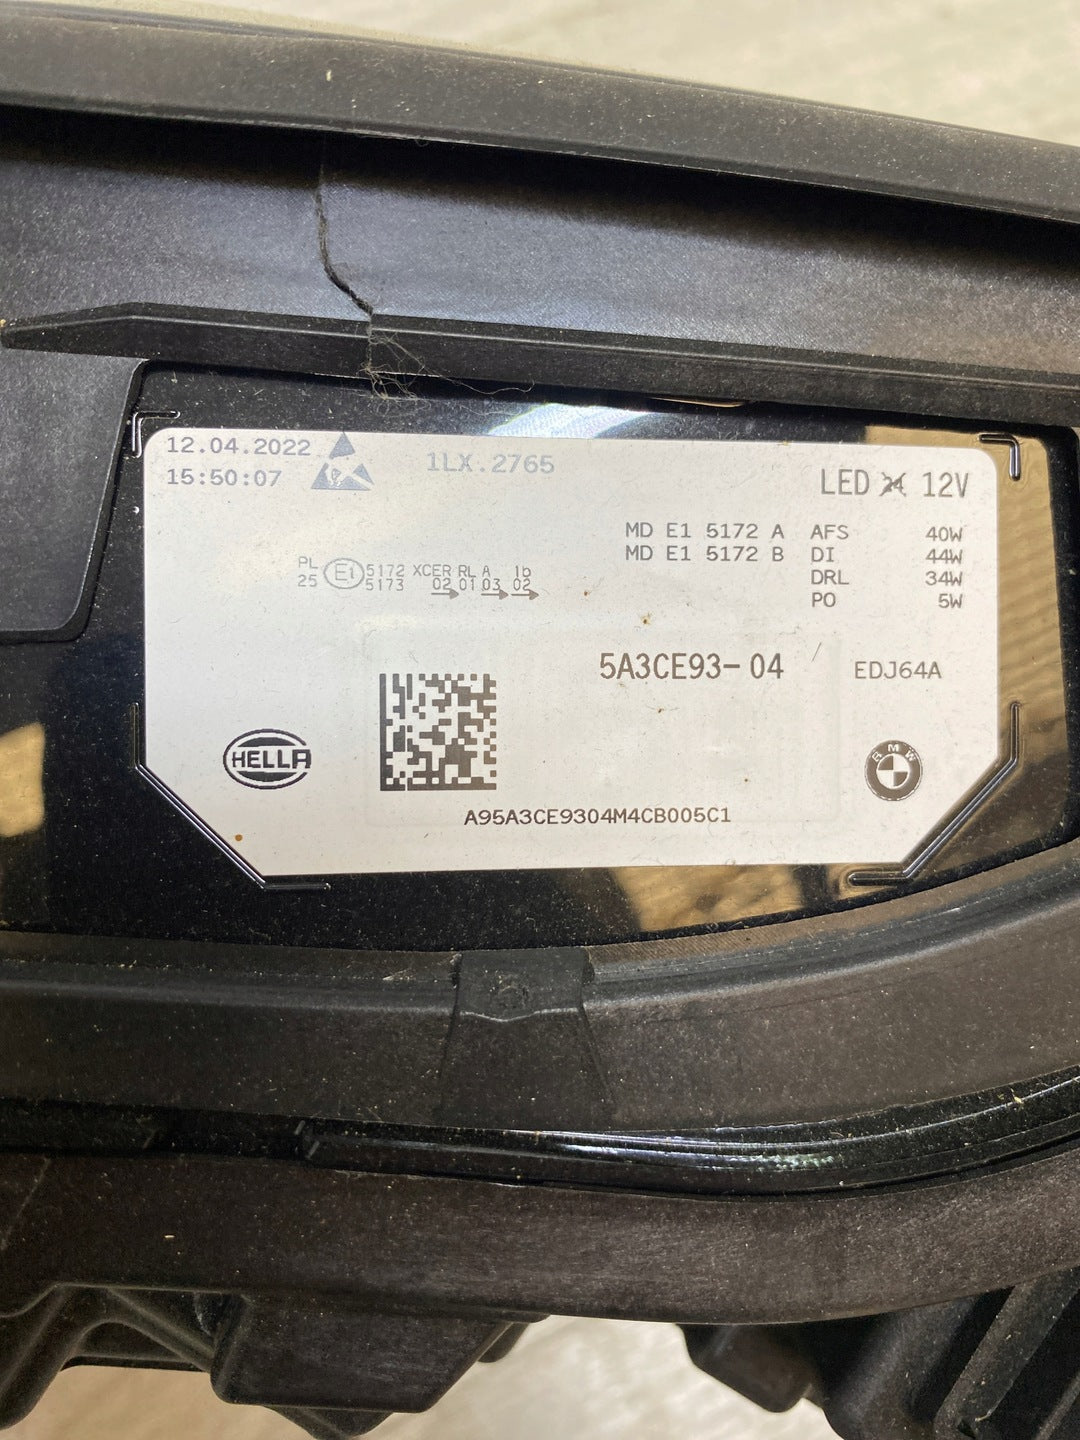 12.04.2022
15:50:07
1LX.2765
LED 24 12V
MD E1 5172 A AFS 40W
MD E1 5172 B DI 44W
DRL 34W
PO 5W
PL E1 5172 XCER RL A 1b
25 5173 02 01 03 02
5A3CE93-04 EDJ64A
HELLA
BMW
A95A3CE9304M4CB005C1